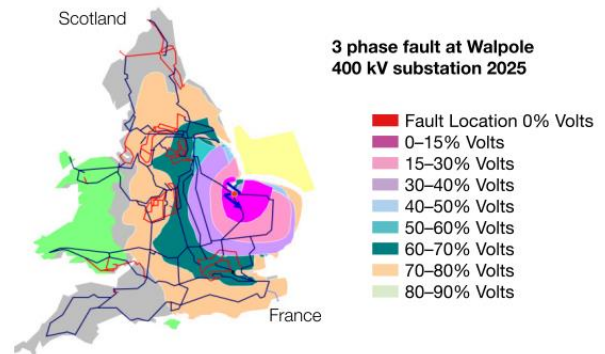 Scotland
3 phase fault at Walpole
400 kV substation 2025
Fault Location 0% Volts
0–15% Volts
15–30% Volts
30–40% Volts
40–50% Volts
50–60% Volts
60–70% Volts
70–80% Volts
80–90% Volts
France